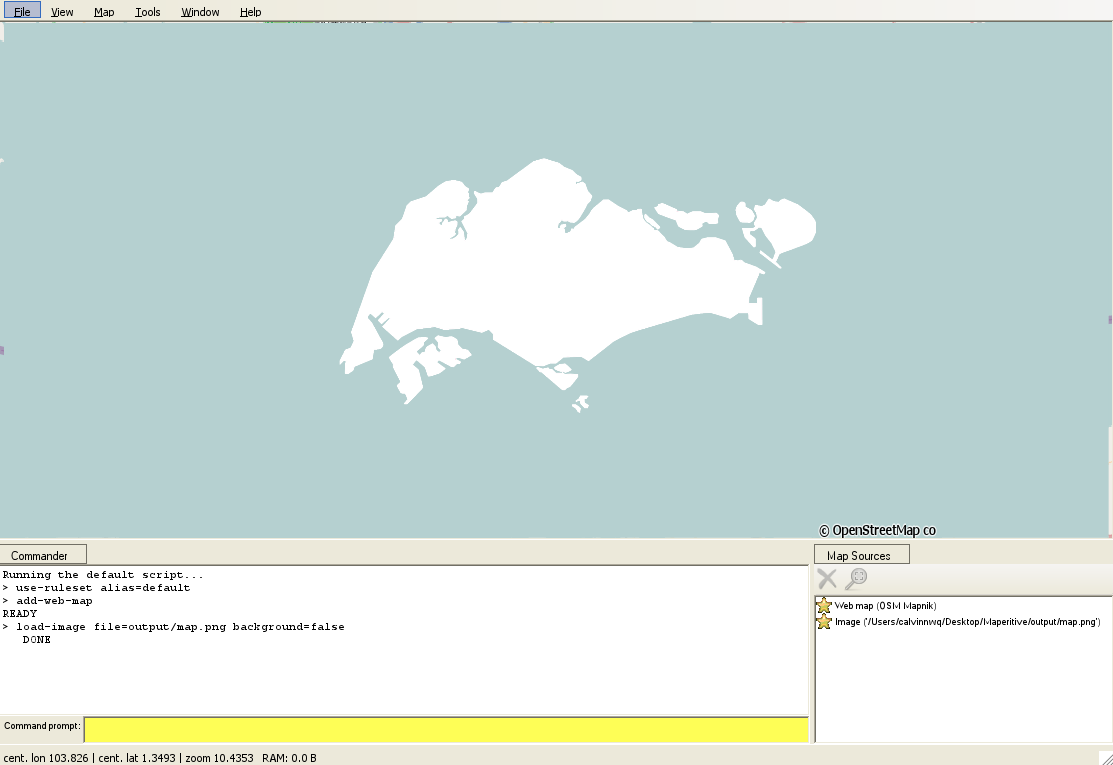 File View Map Tools Window Help
© OpenStreetMap co
Commander
Map Sources
Running the default script...
> use-ruleset alias=default
> add-web-map
READY
> load-image file=output/map.png background=false
DONE
Web map (OSM Mapnik)
Image ('/Users/calvinnwq/Desktop/Maperitive/output/map.png')
Command prompt:
cent. lon 103.826 | cent. lat 1.3493 | zoom 10.4353 RAM: 0.0 B